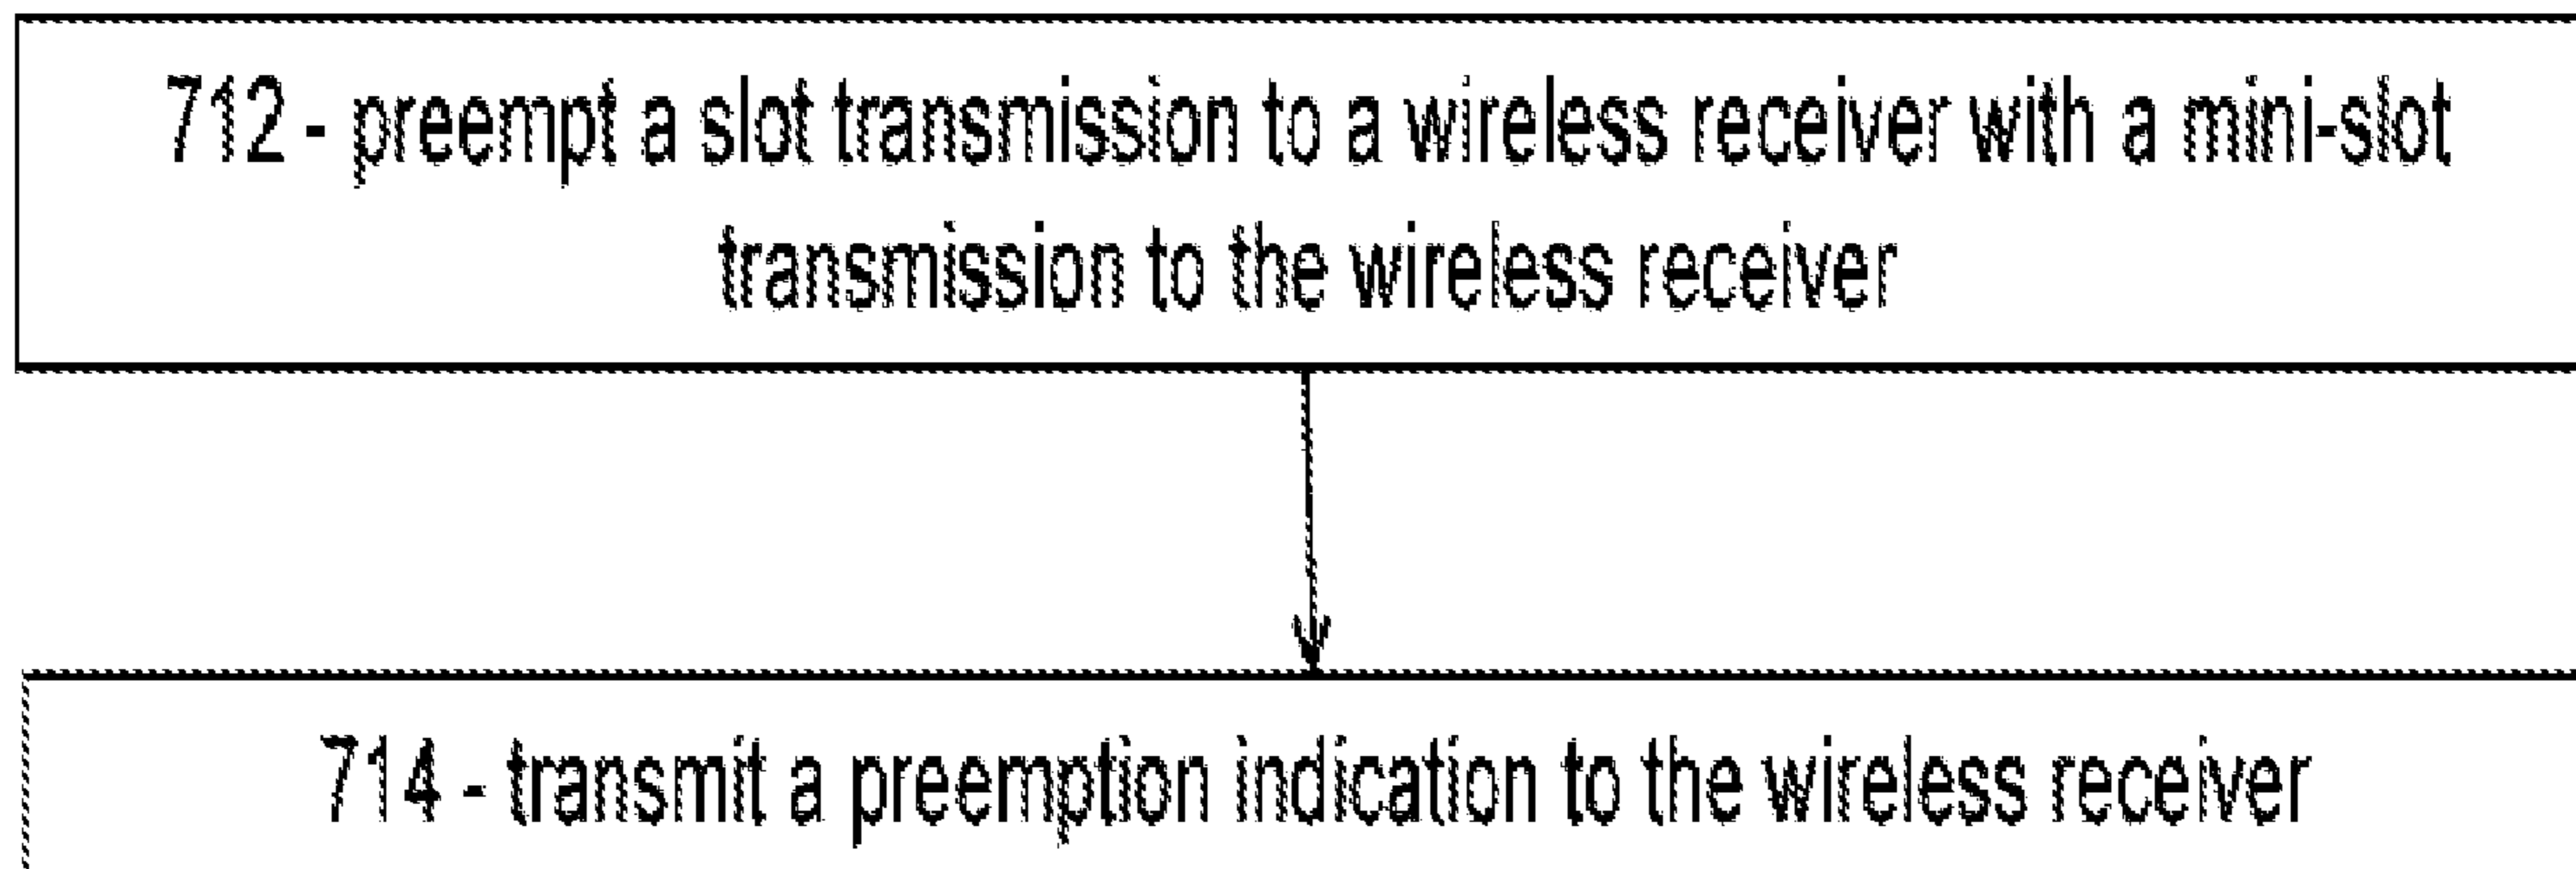 712 - preempt a slot transmission to a wireless receiver with a mini-slot
transmission to the wireless receiver
714 - transmit a preemption indication to the wireless receiver